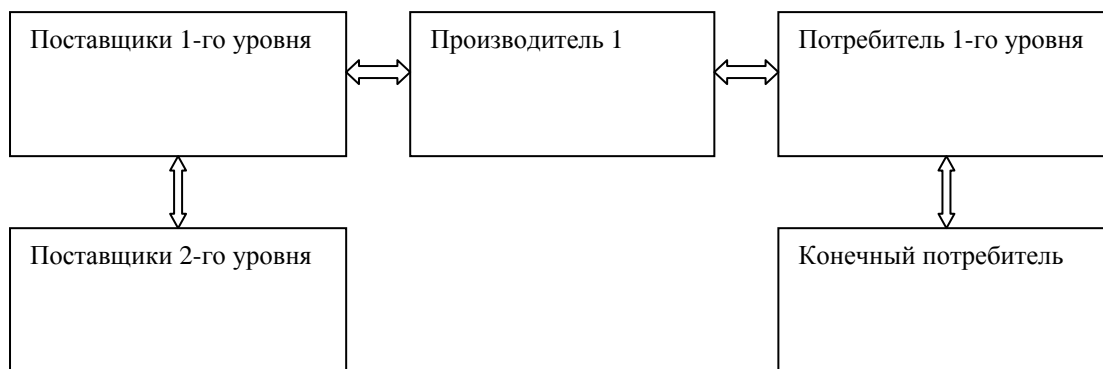 Поставщики 1-го уровня
Производитель 1
Потребитель 1-го уровня
Поставщики 2-го уровня
Конечный потребитель